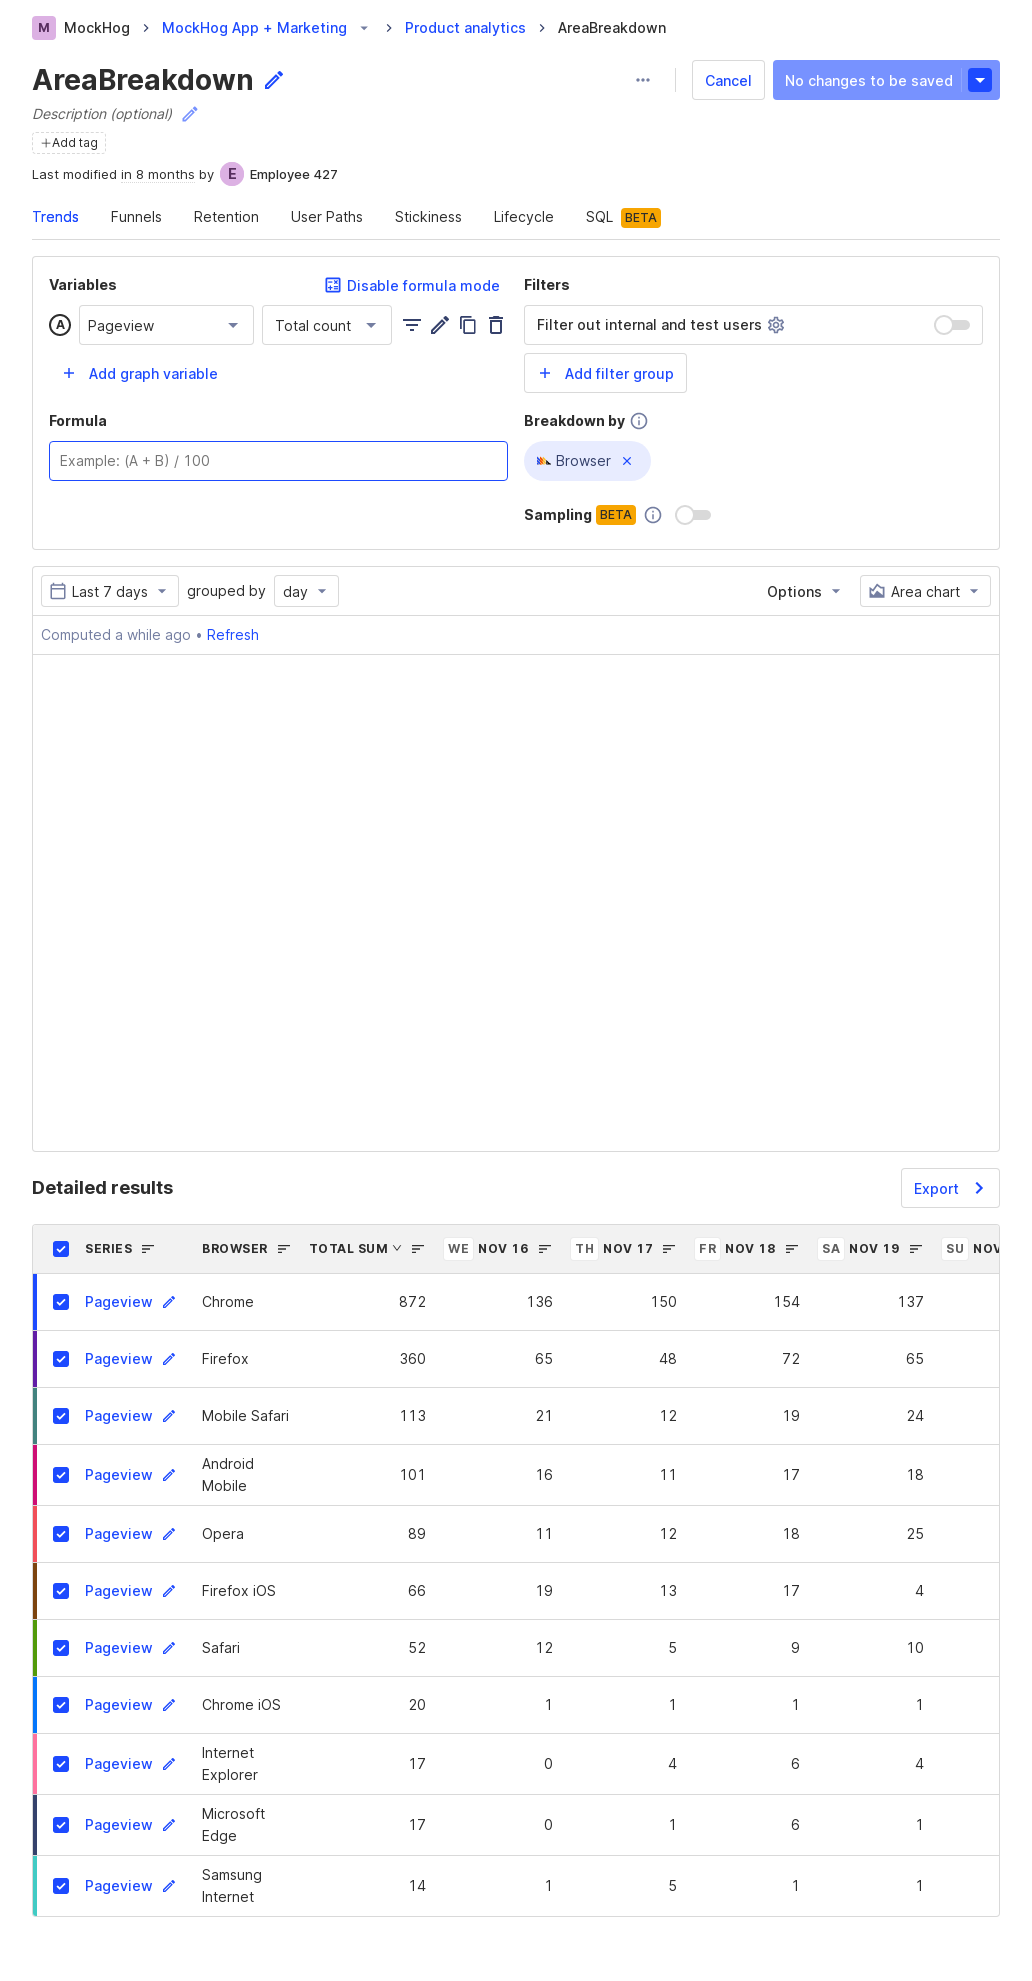 M MockHog > MockHog App + Marketing > Product analytics > AreaBreakdown
AreaBreakdown
Cancel No changes to be saved
Description (optional)
+Add tag
Last modified in 8 months by E Employee 427
Trends Funnels Retention User Paths Stickiness Lifecycle SQL BETA
Variables Disable formula mode
A Pageview Total count
+ Add graph variable
Formula
Example: (A + B) / 100
Filters
Filter out internal and test users
+ Add filter group
Breakdown by
Browser
Sampling BETA
Last 7 days grouped by day Options Area chart
Computed a while ago • Refresh
Detailed results Export
SERIES BROWSER TOTAL SUM WE NOV 16 TH NOV 17 FR NOV 18 SA NOV 19 SU NOV
Pageview Chrome 872 136 150 154 137
Pageview Firefox 360 65 48 72 65
Pageview Mobile Safari 113 21 12 19 24
Pageview Android Mobile 101 16 11 17 18
Pageview Opera 89 11 12 18 25
Pageview Firefox iOS 66 19 13 17 4
Pageview Safari 52 12 5 9 10
Pageview Chrome iOS 20 1 1 1 1
Pageview Internet Explorer 17 0 4 6 4
Pageview Microsoft Edge 17 0 1 6 1
Pageview Samsung Internet 14 1 5 1 1